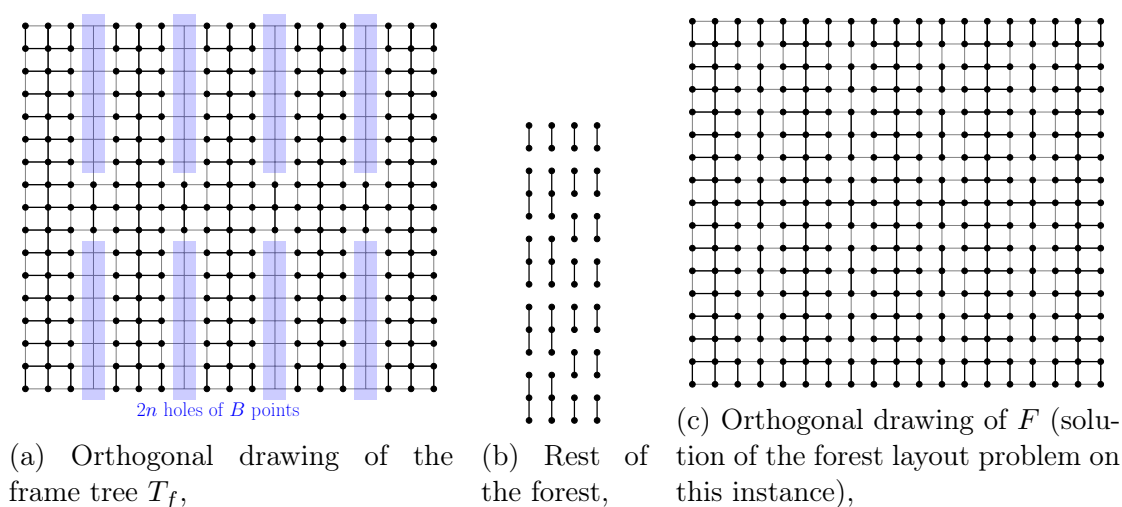 2n holes of B points
(a) Orthogonal drawing of the
frame tree T_f,
(b) Rest of
the forest,
(c) Orthogonal drawing of F (solu-
tion of the forest layout problem on
this instance),